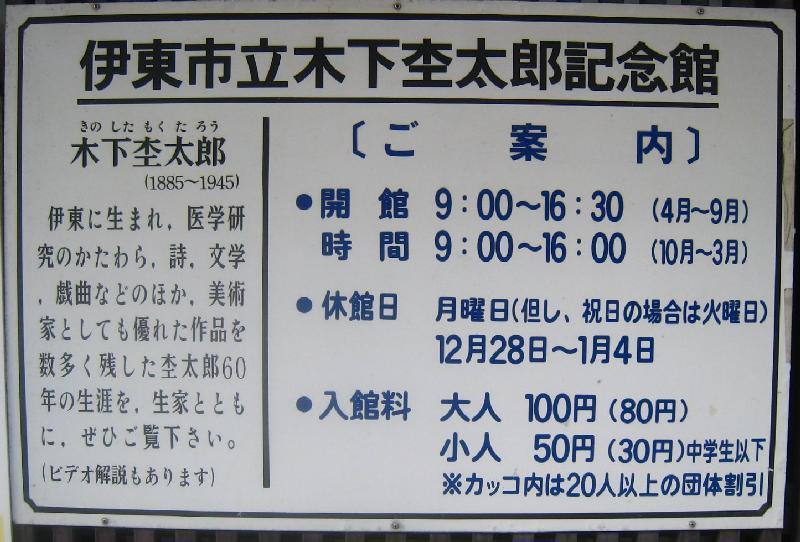 伊東市立木下杢太郎記念館
きのしたもくたろう
木下杢太郎
(1885〜1945)
伊東に生まれ，医学研
究のかたわら，詩，文学
，戯曲などのほか，美術
家としても優れた作品を
数多く残した杢太郎60
年の生涯を，生家ととも
に，ぜひご覧下さい。
(ビデオ解説もあります)
〔ご案内〕
●開館 9：00〜16：30 (4月〜9月)
時間 9：00〜16：00 (10月〜3月)
●休館日 月曜日(但し、祝日の場合は火曜日)
12月28日〜1月4日
●入館料 大人 100円(80円)
小人 50円(30円)中学生以下
※カッコ内は20人以上の団体割引